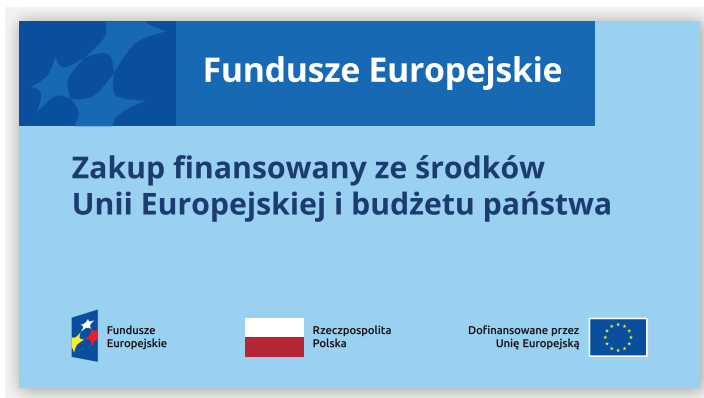 Fundusze Europejskie
Zakup finansowany ze środków
Unii Europejskiej i budżetu państwa
Fundusze
Europejskie
Rzeczpospolita
Polska
Dofinansowane przez
Unię Europejską